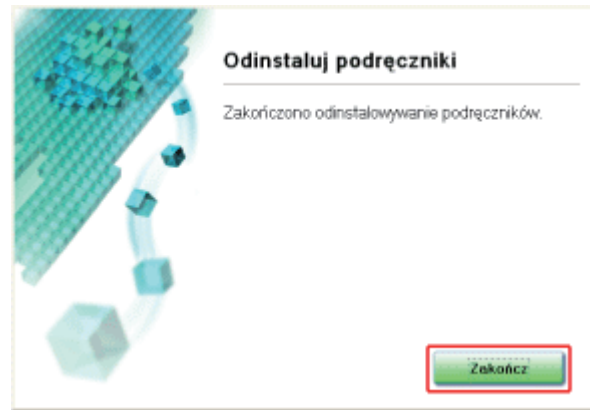 Odinstaluj podręczniki
Zakończono odinstalowywanie podręczników.
Zakończ